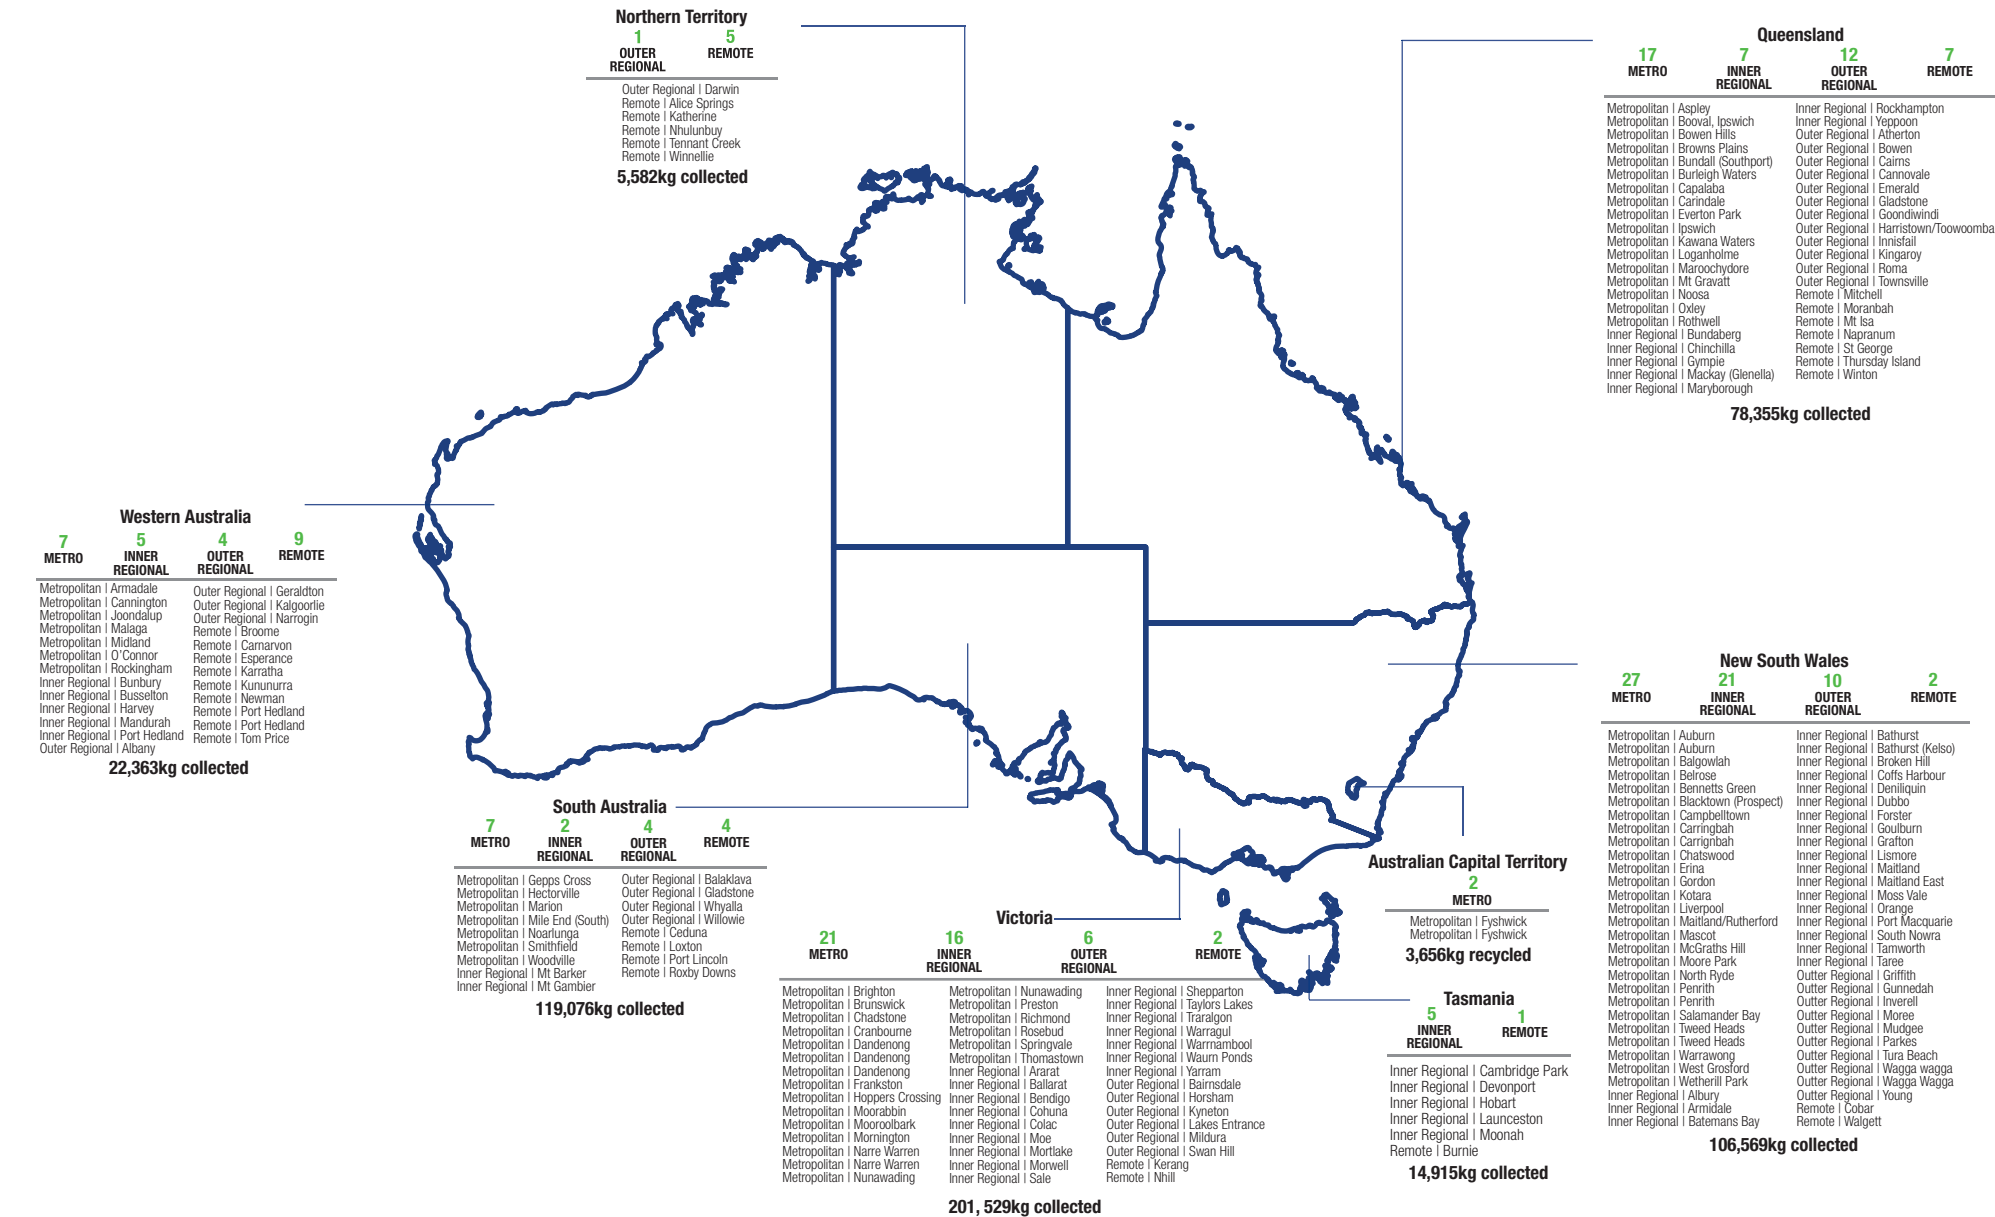 Northern Territory
1 5
OUTER REGIONAL REMOTE
Outer Regional | Darwin
Remote | Alice Springs
Remote | Katherine
Remote | Nhulunbuy
Remote | Tennant Creek
Remote | Winnellie
5,582kg collected
Queensland
17 7 12 7
METRO INNER REGIONAL OUTER REGIONAL REMOTE
Metropolitan | Aspley
Metropolitan | Booval, Ipswich
Metropolitan | Bowen Hills
Metropolitan | Browns Plains
Metropolitan | Bundall (Southport)
Metropolitan | Burleigh Waters
Metropolitan | Capalaba
Metropolitan | Carindale
Metropolitan | Everton Park
Metropolitan | Ipswich
Metropolitan | Kawana Waters
Metropolitan | Loganholme
Metropolitan | Maroochydore
Metropolitan | Mt Gravatt
Metropolitan | Noosa
Metropolitan | Oxley
Metropolitan | Rothwell
Inner Regional | Bundaberg
Inner Regional | Chinchilla
Inner Regional | Gympie
Inner Regional | Mackay (Glenella)
Inner Regional | Maryborough
Inner Regional | Rockhampton
Inner Regional | Yeppoon
Outer Regional | Atherton
Outer Regional | Bowen
Outer Regional | Cairns
Outer Regional | Cannovale
Outer Regional | Emerald
Outer Regional | Gladstone
Outer Regional | Goondiwindi
Outer Regional | Harristown/Toowoomba
Outer Regional | Innisfail
Outer Regional | Kingaroy
Outer Regional | Roma
Outer Regional | Townsville
Remote | Mitchell
Remote | Moranbah
Remote | Mt Isa
Remote | Napranum
Remote | St George
Remote | Thursday Island
Remote | Winton
78,355kg collected
Western Australia
7 5 4 9
METRO INNER REGIONAL OUTER REGIONAL REMOTE
Metropolitan | Armadale
Metropolitan | Cannington
Metropolitan | Joondalup
Metropolitan | Malaga
Metropolitan | Midland
Metropolitan | O'Connor
Metropolitan | Rockingham
Inner Regional | Bunbury
Inner Regional | Busselton
Inner Regional | Harvey
Inner Regional | Mandurah
Inner Regional | Port Hedland
Outer Regional | Albany
Outer Regional | Geraldton
Outer Regional | Kalgoorlie
Outer Regional | Narrogin
Remote | Broome
Remote | Carnarvon
Remote | Esperance
Remote | Karratha
Remote | Kununurra
Remote | Newman
Remote | Port Hedland
Remote | Port Hedland
Remote | Tom Price
22,363kg collected
South Australia
7 2 4 4
METRO INNER REGIONAL OUTER REGIONAL REMOTE
Metropolitan | Gepps Cross
Metropolitan | Hectorville
Metropolitan | Marion
Metropolitan | Mile End (South)
Metropolitan | Noarlunga
Metropolitan | Smithfield
Metropolitan | Woodville
Inner Regional | Mt Barker
Inner Regional | Mt Gambier
Outer Regional | Balaklava
Outer Regional | Gladstone
Outer Regional | Whyalla
Outer Regional | Willowie
Remote | Ceduna
Remote | Loxton
Remote | Port Lincoln
Remote | Roxby Downs
119,076kg collected
Victoria
21 16 6 2
METRO INNER REGIONAL OUTER REGIONAL REMOTE
Metropolitan | Brighton
Metropolitan | Brunswick
Metropolitan | Chadstone
Metropolitan | Cranbourne
Metropolitan | Dandenong
Metropolitan | Dandenong
Metropolitan | Dandenong
Metropolitan | Frankston
Metropolitan | Hoppers Crossing
Metropolitan | Moorabbin
Metropolitan | Mooroolbark
Metropolitan | Mornington
Metropolitan | Narre Warren
Metropolitan | Narre Warren
Metropolitan | Nunawading
Metropolitan | Nunawading
Metropolitan | Preston
Metropolitan | Richmond
Metropolitan | Rosebud
Metropolitan | Springvale
Metropolitan | Thomastown
Inner Regional | Ararat
Inner Regional | Ballarat
Inner Regional | Bendigo
Inner Regional | Cohuna
Inner Regional | Colac
Inner Regional | Moe
Inner Regional | Mortlake
Inner Regional | Morwell
Inner Regional | Sale
Inner Regional | Shepparton
Inner Regional | Taylors Lakes
Inner Regional | Traralgon
Inner Regional | Warragul
Inner Regional | Warrnambool
Inner Regional | Waurn Ponds
Inner Regional | Yarram
Outer Regional | Bairnsdale
Outer Regional | Horsham
Outer Regional | Kyneton
Outer Regional | Lakes Entrance
Outer Regional | Mildura
Outer Regional | Swan Hill
Remote | Kerang
Remote | Nhill
201, 529kg collected
Australian Capital Territory
2
METRO
Metropolitan | Fyshwick
Metropolitan | Fyshwick
3,656kg recycled
Tasmania
5 1
INNER REGIONAL REMOTE
Inner Regional | Cambridge Park
Inner Regional | Devonport
Inner Regional | Hobart
Inner Regional | Launceston
Inner Regional | Moonah
Remote | Burnie
14,915kg collected
New South Wales
27 21 10 2
METRO INNER REGIONAL OUTER REGIONAL REMOTE
Metropolitan | Auburn
Metropolitan | Auburn
Metropolitan | Balgowlah
Metropolitan | Belrose
Metropolitan | Bennetts Green
Metropolitan | Blacktown (Prospect)
Metropolitan | Campbelltown
Metropolitan | Carringbah
Metropolitan | Carrignbah
Metropolitan | Chatswood
Metropolitan | Erina
Metropolitan | Gordon
Metropolitan | Kotara
Metropolitan | Liverpool
Metropolitan | Maitland/Rutherford
Metropolitan | Mascot
Metropolitan | McGraths Hill
Metropolitan | Moore Park
Metropolitan | North Ryde
Metropolitan | Penrith
Metropolitan | Penrith
Metropolitan | Salamander Bay
Metropolitan | Tweed Heads
Metropolitan | Tweed Heads
Metropolitan | Warrawong
Metropolitan | West Grosford
Metropolitan | Wetherill Park
Inner Regional | Albury
Inner Regional | Armidale
Inner Regional | Batemans Bay
Inner Regional | Bathurst
Inner Regional | Bathurst (Kelso)
Inner Regional | Broken Hill
Inner Regional | Coffs Harbour
Inner Regional | Deniliquin
Inner Regional | Dubbo
Inner Regional | Forster
Inner Regional | Goulburn
Inner Regional | Grafton
Inner Regional | Lismore
Inner Regional | Maitland
Inner Regional | Maitland East
Inner Regional | Moss Vale
Inner Regional | Orange
Inner Regional | Port Macquarie
Inner Regional | South Nowra
Inner Regional | Tamworth
Inner Regional | Taree
Outer Regional | Griffith
Outer Regional | Gunnedah
Outer Regional | Inverell
Outer Regional | Moree
Outer Regional | Mudgee
Outer Regional | Parkes
Outer Regional | Tura Beach
Outer Regional | Wagga wagga
Outer Regional | Wagga Wagga
Outer Regional | Young
Remote | Cobar
Remote | Walgett
106,569kg collected